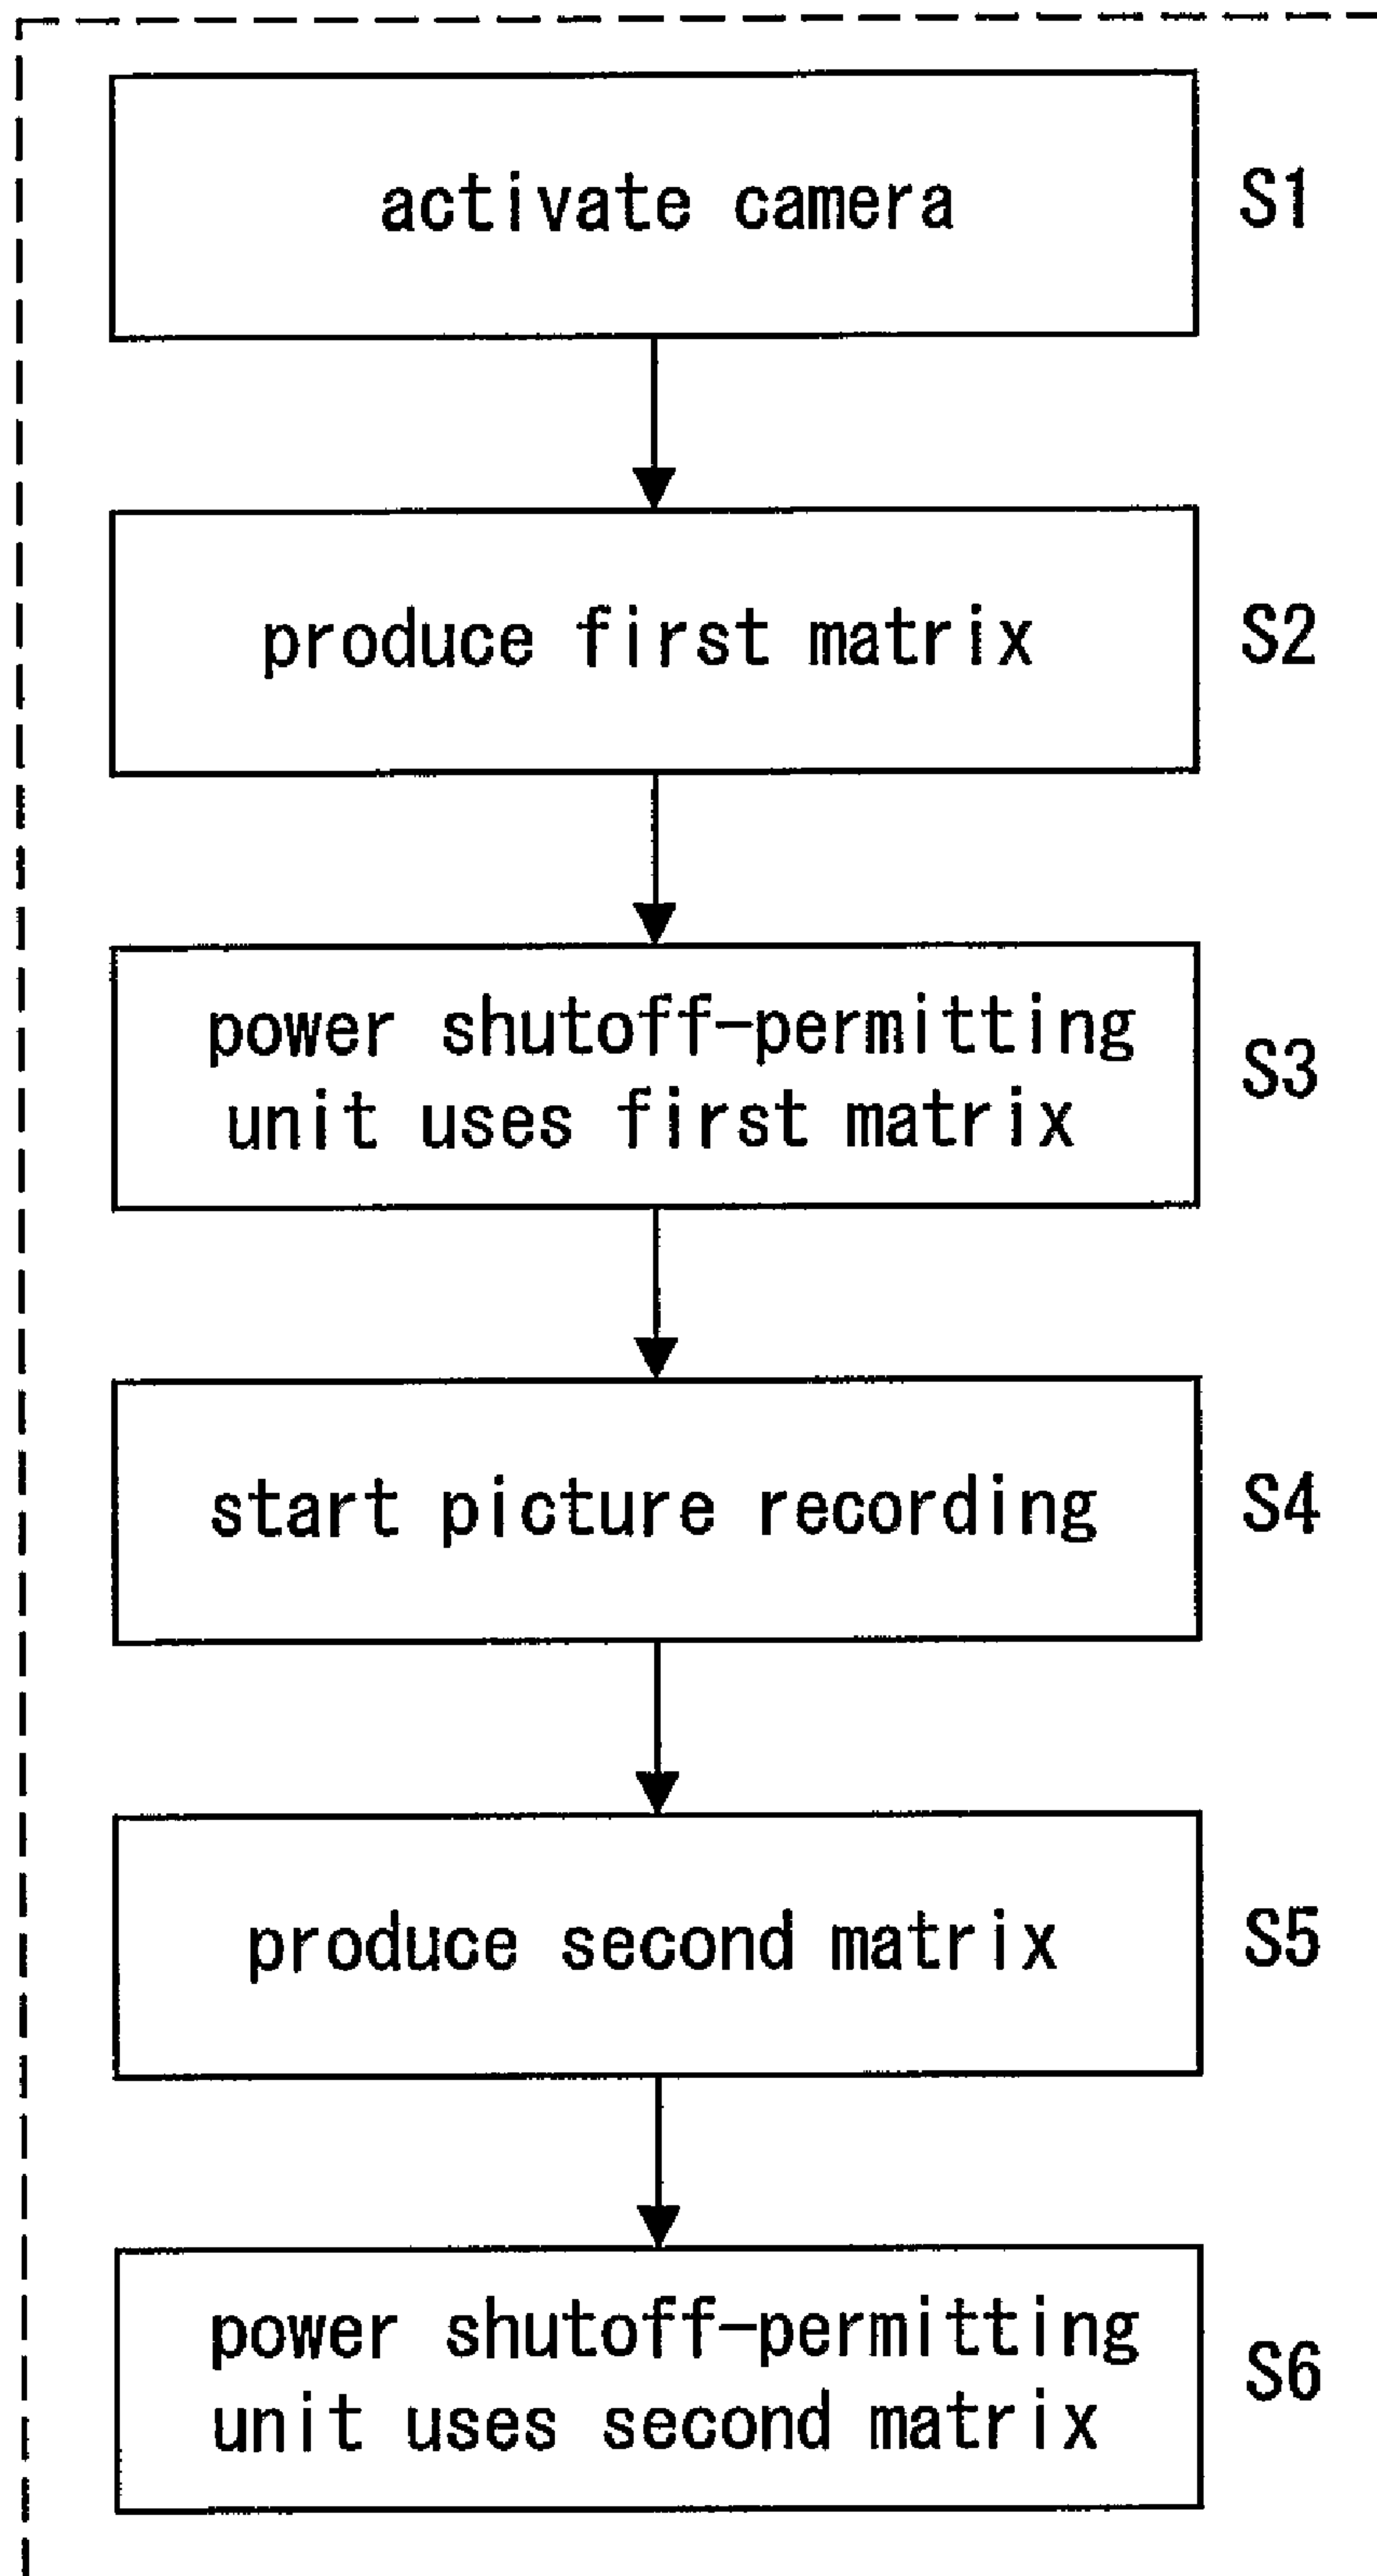 activate camera
S1
produce first matrix
S2
power shutoff-permitting
unit uses first matrix
S3
start picture recording
S4
produce second matrix
S5
power shutoff-permitting
unit uses second matrix
S6